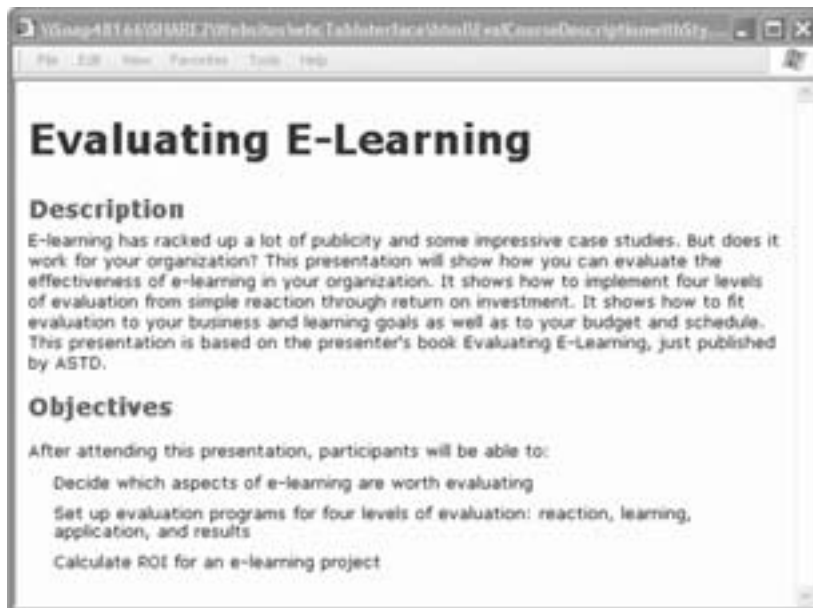 File Edit View Favorites Tools Help
Evaluating E-Learning
Description
E-learning has racked up a lot of publicity and some impressive case studies. But does it
work for your organization? This presentation will show how you can evaluate the
effectiveness of e-learning in your organization. It shows how to implement four levels
of evaluation from simple reaction through return on investment. It shows how to fit
evaluation to your business and learning goals as well as to your budget and schedule.
This presentation is based on the presenter's book Evaluating E-Learning, just published
by ASTD.
Objectives
After attending this presentation, participants will be able to:
Decide which aspects of e-learning are worth evaluating
Set up evaluation programs for four levels of evaluation: reaction, learning,
application, and results
Calculate ROI for an e-learning project